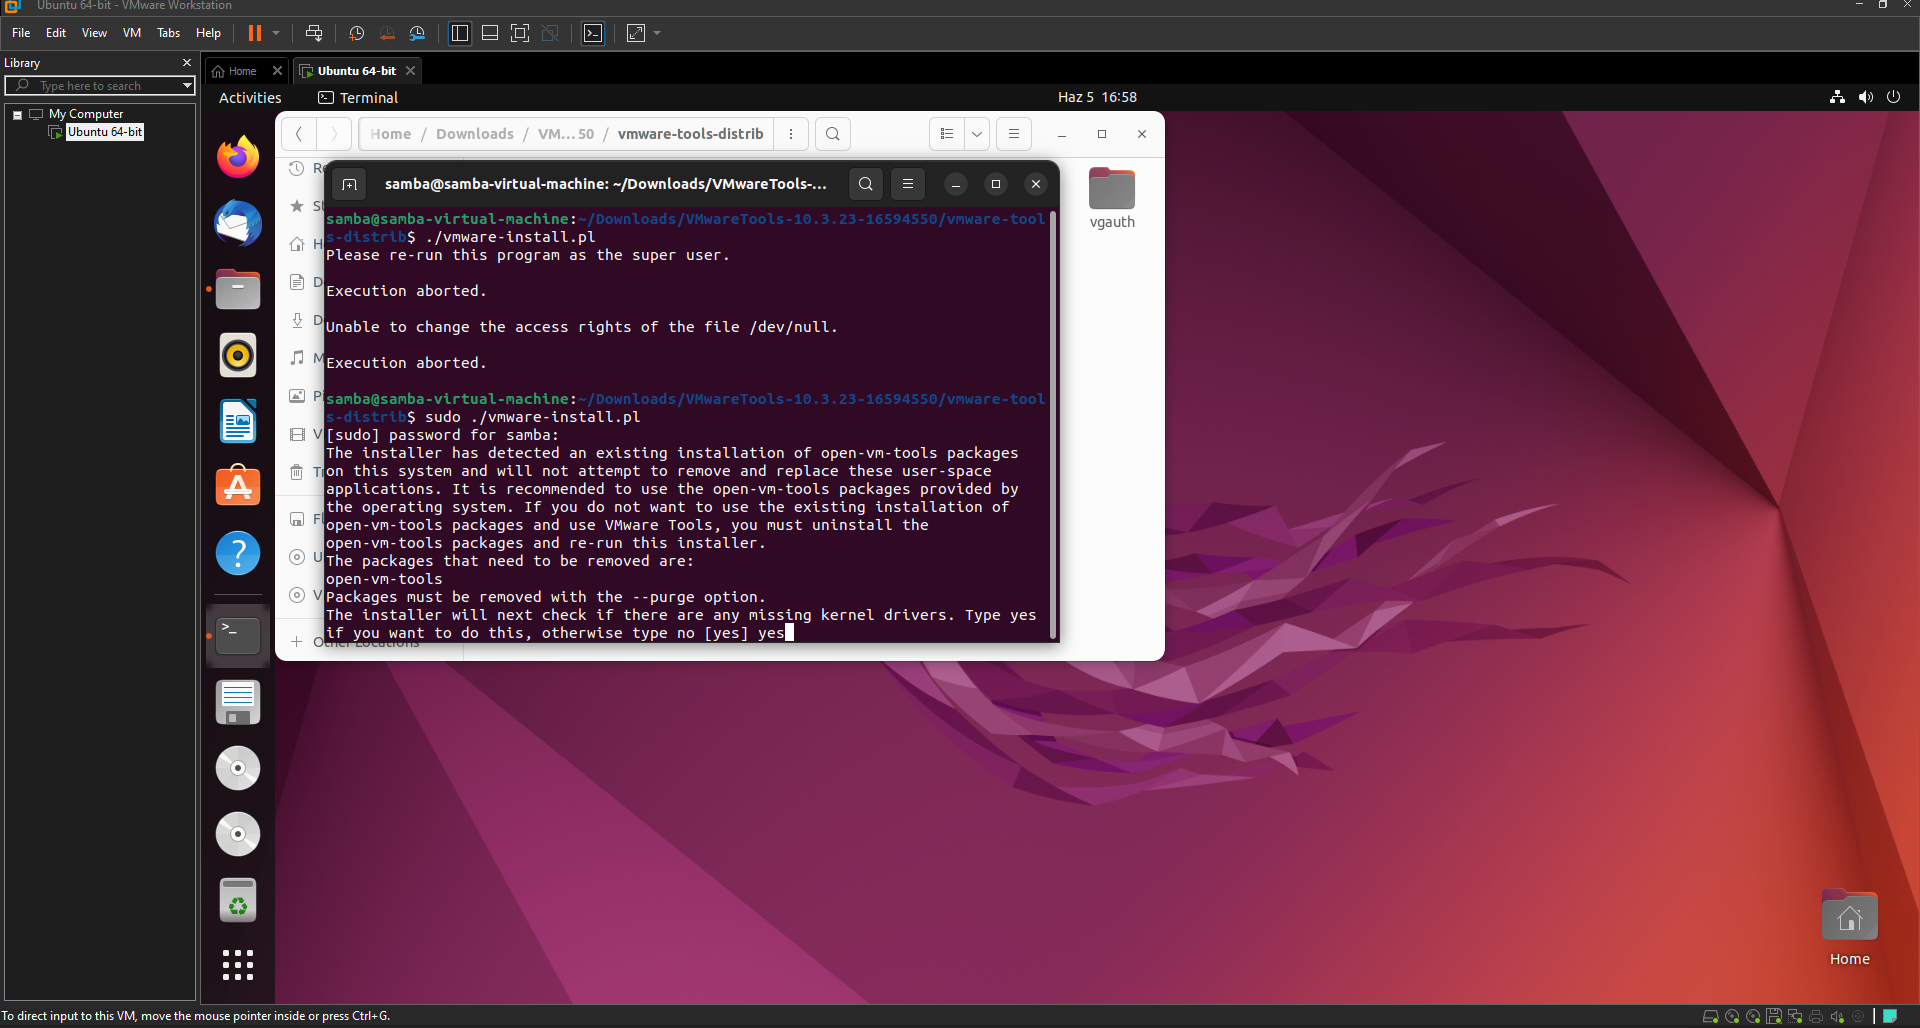 Ubuntu 64-bit - VMware Workstation
File Edit View VM Tabs Help
Library
Type here to search
My Computer
Ubuntu 64-bit
Home
Ubuntu 64-bit
Activities
Terminal
Haz 5 16:58
Home / Downloads / VM...50 / vmware-tools-distrib
vgauth
samba@samba-virtual-machine: ~/Downloads/VMwareTools-...
samba@samba-virtual-machine:~/Downloads/VMwareTools-10.3.23-16594550/vmware-tool
s-distrib$ ./vmware-install.pl
Please re-run this program as the super user.
Execution aborted.
Unable to change the access rights of the file /dev/null.
Execution aborted.
samba@samba-virtual-machine:~/Downloads/VMwareTools-10.3.23-16594550/vmware-tool
s-distrib$ sudo ./vmware-install.pl
[sudo] password for samba:
The installer has detected an existing installation of open-vm-tools packages
on this system and will not attempt to remove and replace these user-space
applications. It is recommended to use the open-vm-tools packages provided by
the operating system. If you do not want to use the existing installation of
open-vm-tools packages and use VMware Tools, you must uninstall the
open-vm-tools packages and re-run this installer.
The packages that need to be removed are:
open-vm-tools
Packages must be removed with the --purge option.
The installer will next check if there are any missing kernel drivers. Type yes
if you want to do this, otherwise type no [yes] yes
Other Locations
Home
To direct input to this VM, move the mouse pointer inside or press Ctrl+G.